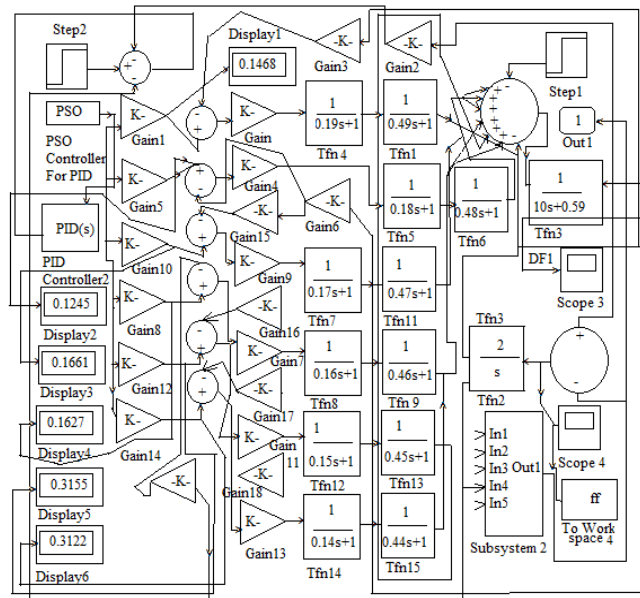 Step2
Display1
0.1468
-K-
Gain3
-K-
Gain2
Step1
1
Out1
PSO
PSO
Controller
For PID
K-
Gain1
K-
Gain
1
0.19s+1
Tfn 4
1
0.49s+1
Tfn1
K-
Gain5
K-
Gain4
-K-
Gain6
1
0.18s+1
Tfn5
1
0.48s+1
Tfn6
1
10s+0.59
Tfn3
PID(s)
PID
Controller2
K-
Gain10
-K-
Gain15
K-
Gain9
1
0.17s+1
Tfn7
1
0.47s+1
Tfn11
DF1
Scope 3
0.1245
Display2
K-
Gain8
-K-
Gain16
Tfn3
2
s
Tfn2
0.1661
Display3
K-
Gain12
K-
Gain7
1
0.16s+1
Tfn8
1
0.46s+1
Tfn 9
-K-
Gain17
0.1627
Display4
K-
Gain14
K-
Gain
11
1
0.15s+1
Tfn12
1
0.45s+1
Tfn13
In1
In2
In3
In4
In5
Out1
Subsystem 2
Scope 4
ff
To Work
space 4
0.3155
Display5
-K-
-K-
Gain18
0.3122
Display6
K-
Gain13
1
0.14s+1
Tfn14
1
0.44s+1
Tfn15